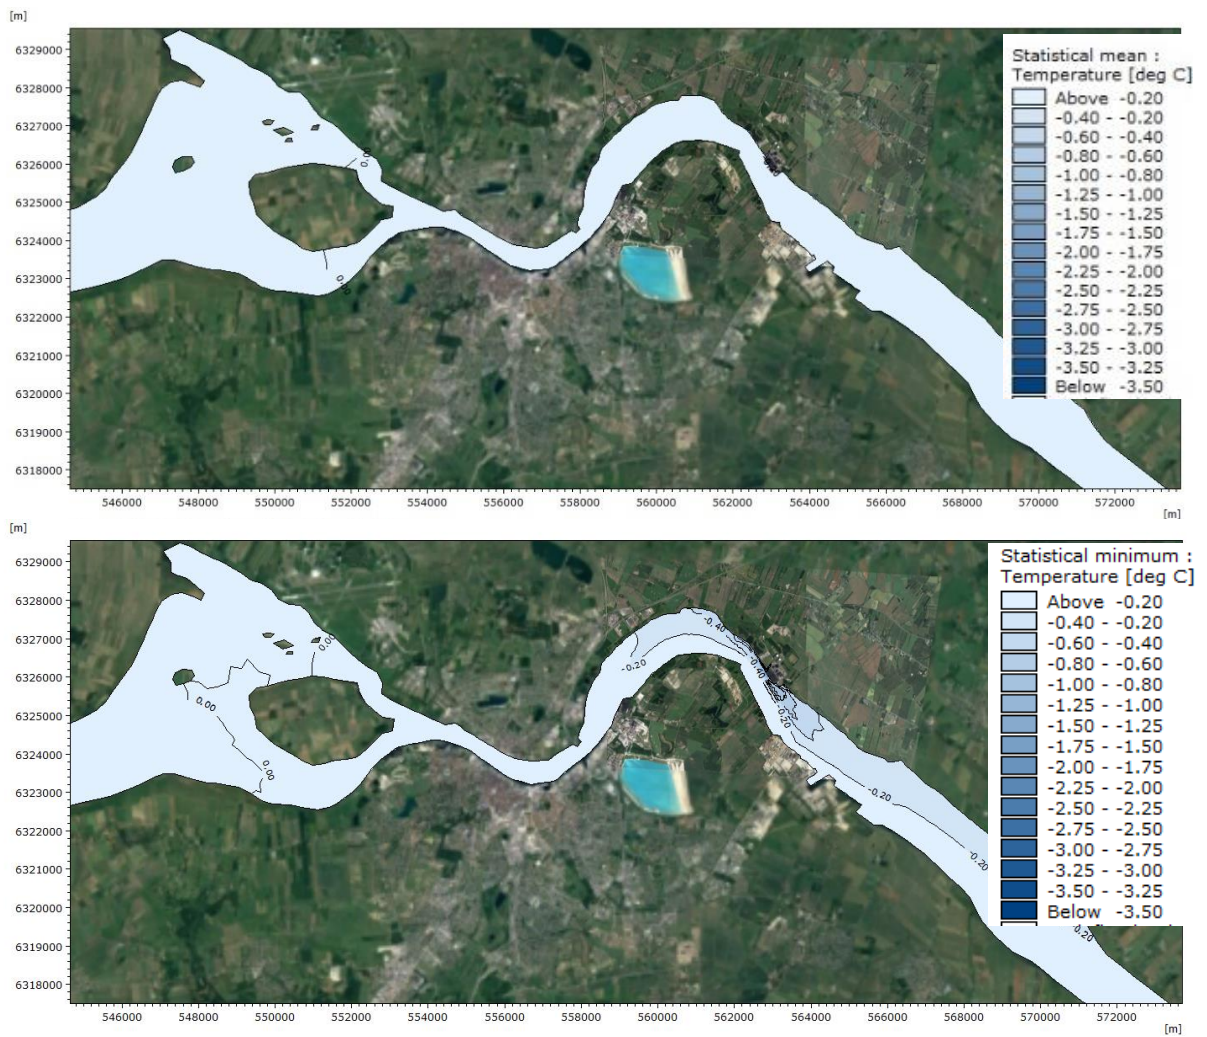 [m]
6329000
6328000
6327000
6326000
6325000
6324000
6323000
6322000
6321000
6320000
6319000
6318000
546000 548000 550000 552000 554000 556000 558000 560000 562000 564000 566000 568000 570000 572000
[m]
0.00
0.00
Statistical mean :
Temperature [deg C]
Above -0.20
-0.40 - -0.20
-0.60 - -0.40
-0.80 - -0.60
-1.00 - -0.80
-1.25 - -1.00
-1.50 - -1.25
-1.75 - -1.50
-2.00 - -1.75
-2.25 - -2.00
-2.50 - -2.25
-2.75 - -2.50
-3.00 - -2.75
-3.25 - -3.00
-3.50 - -3.25
Below -3.50
[m]
6329000
6328000
6327000
6326000
6325000
6324000
6323000
6322000
6321000
6320000
6319000
6318000
546000 548000 550000 552000 554000 556000 558000 560000 562000 564000 566000 568000 570000 572000
[m]
0.00
0.00
0.00
-0.40
-0.20
-0.40
-0.20
-0.20
-0.20
-0.20
Statistical minimum :
Temperature [deg C]
Above -0.20
-0.40 - -0.20
-0.60 - -0.40
-0.80 - -0.60
-1.00 - -0.80
-1.25 - -1.00
-1.50 - -1.25
-1.75 - -1.50
-2.00 - -1.75
-2.25 - -2.00
-2.50 - -2.25
-2.75 - -2.50
-3.00 - -2.75
-3.25 - -3.00
-3.50 - -3.25
Below -3.50